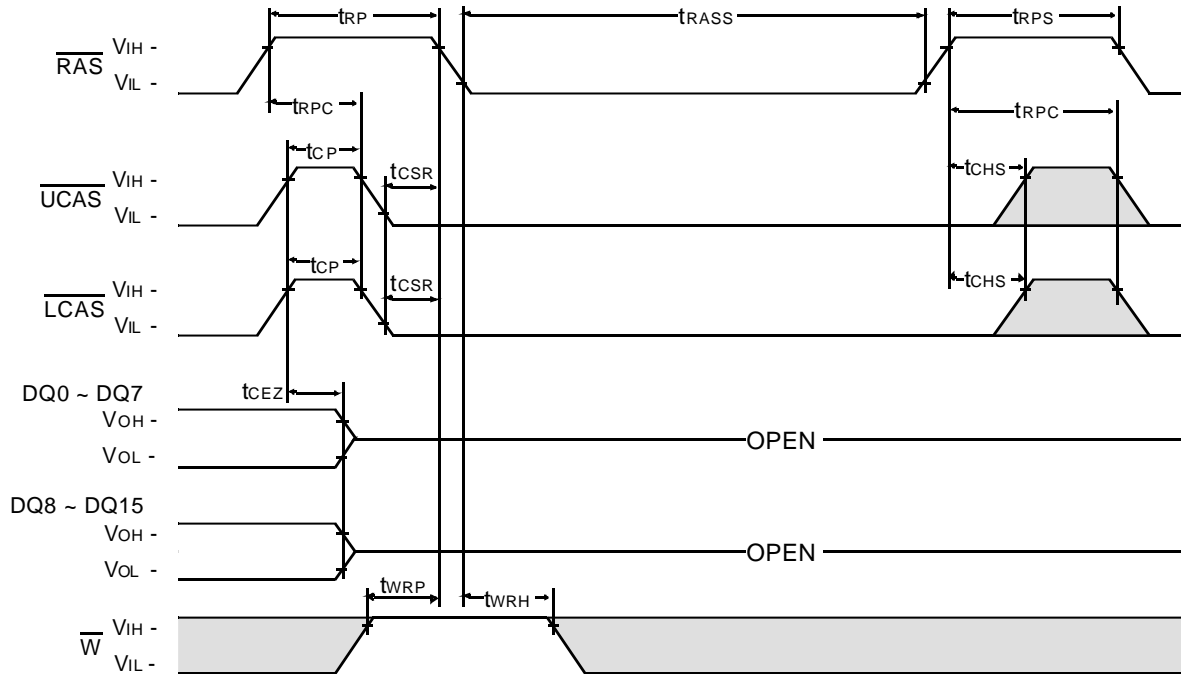 tRP tRASS tRPS
RAS VIH -
VIL -
tRPC tRPC
tCP tCSR tCHS
UCAS VIH -
VIL -
tCP tCSR tCHS
LCAS VIH -
VIL -
tCEZ
DQ0 ~ DQ7
VOH -
VOL -
OPEN
DQ8 ~ DQ15
VOH -
VOL -
OPEN
tWRP tWRH
W VIH -
VIL -